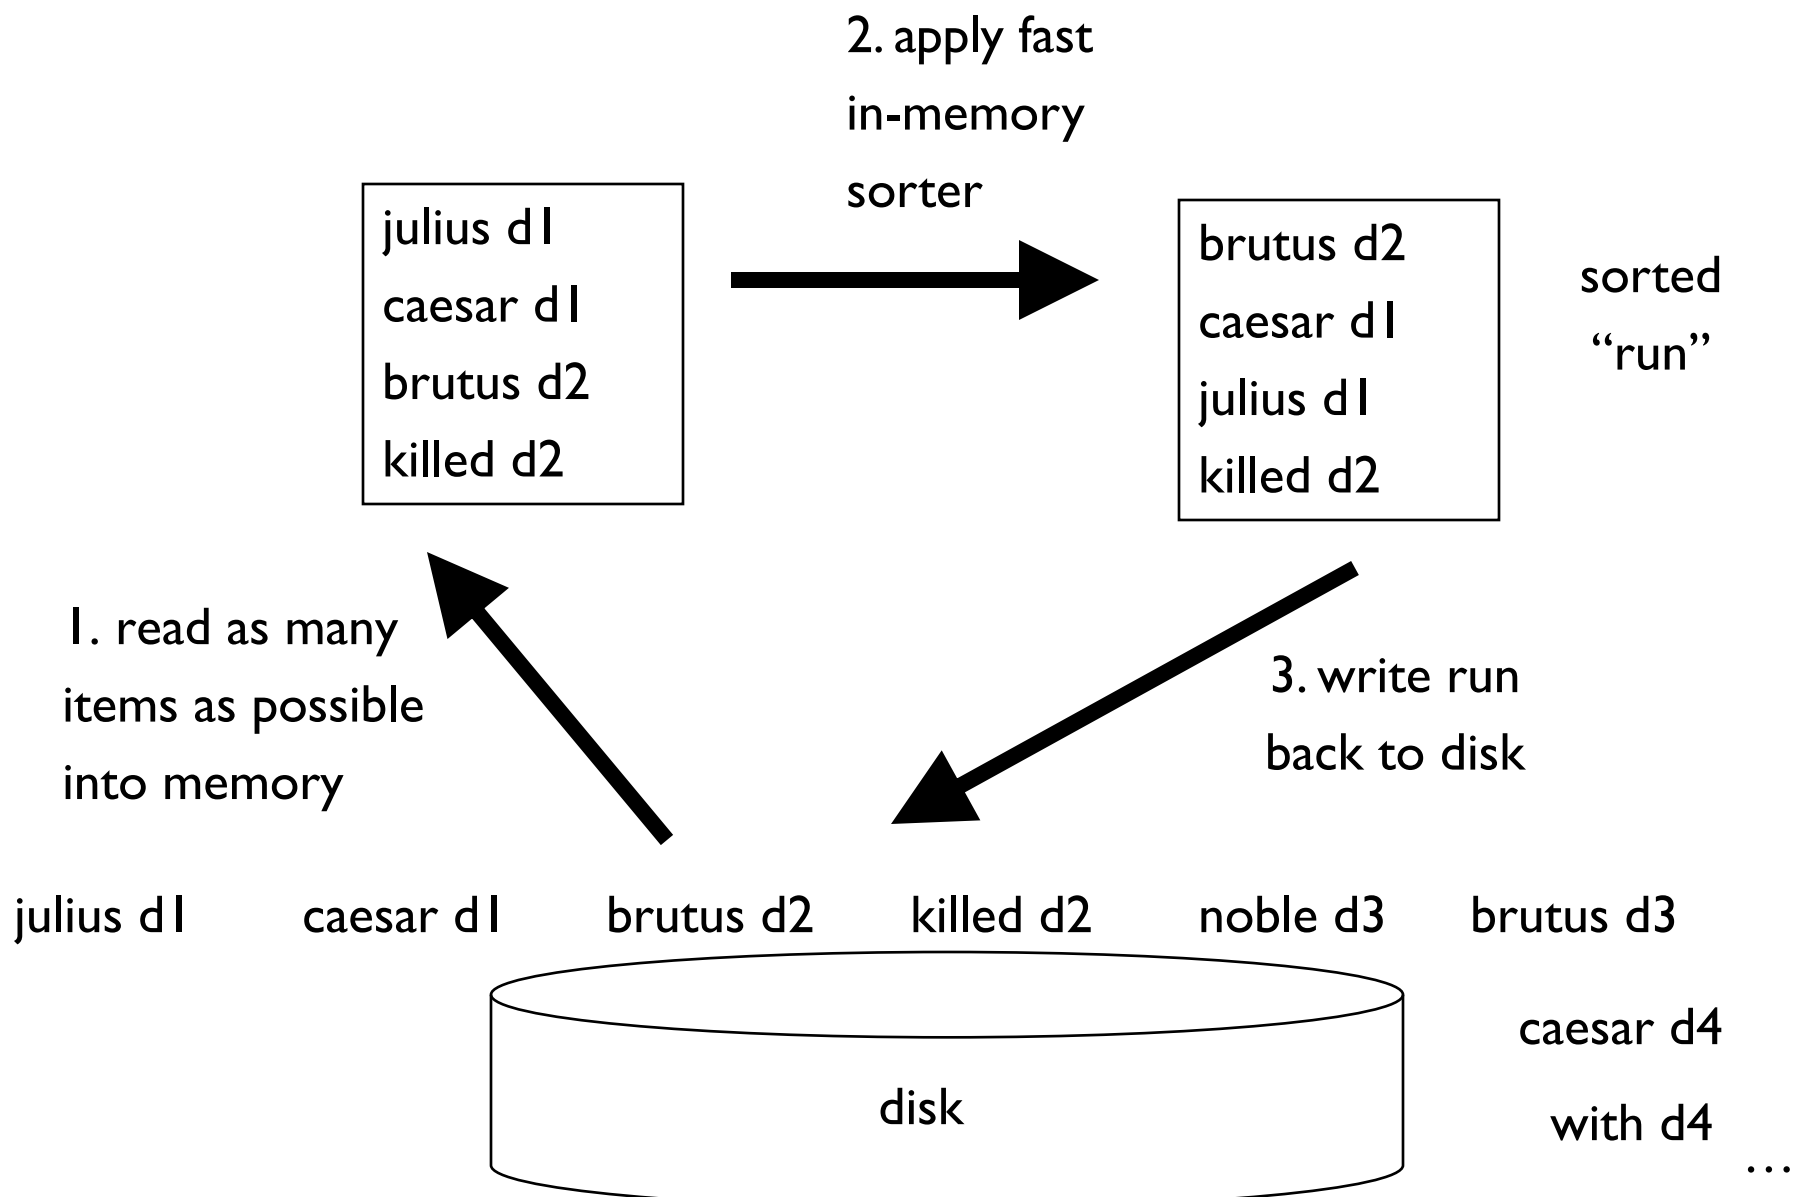 2. apply fast
in-memory
sorter
julius d1
caesar d1
brutus d2
killed d2
brutus d2
caesar d1
julius d1
killed d2
sorted
“run”
1. read as many
items as possible
into memory
3. write run
back to disk
julius d1 caesar d1 brutus d2 killed d2 noble d3 brutus d3
caesar d4
disk
with d4
…